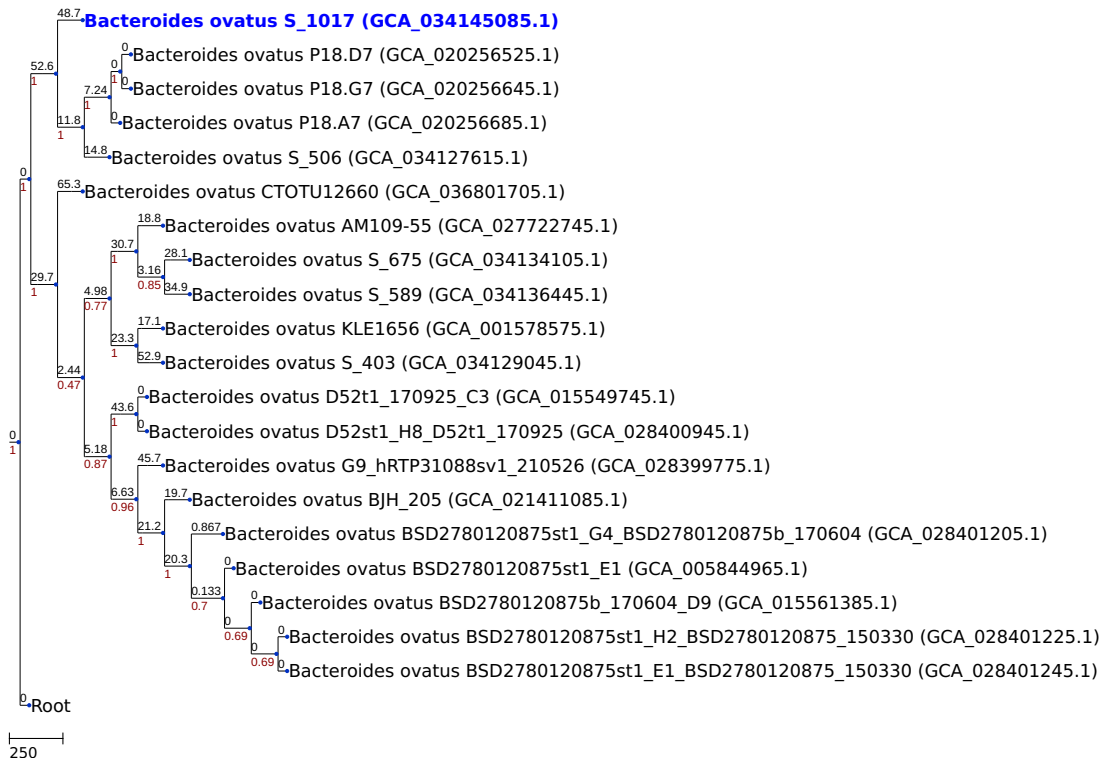 48.7 Bacteroides ovatus S_1017 (GCA_034145085.1)
0 Bacteroides ovatus P18.D7 (GCA_020256525.1)
52.6 0
1 1
0 Bacteroides ovatus P18.G7 (GCA_020256645.1)
7.24
1
11.8 0 Bacteroides ovatus P18.A7 (GCA_020256685.1)
1
14.8 Bacteroides ovatus S_506 (GCA_034127615.1)
0
1
65.3 Bacteroides ovatus CTOTU12660 (GCA_036801705.1)
18.8 Bacteroides ovatus AM109-55 (GCA_027722745.1)
30.7
1
28.1 Bacteroides ovatus S_675 (GCA_034134105.1)
3.16
0.85
29.7
1
34.9 Bacteroides ovatus S_589 (GCA_034136445.1)
4.98
0.77
17.1 Bacteroides ovatus KLE1656 (GCA_001578575.1)
23.3
1
52.9 Bacteroides ovatus S_403 (GCA_034129045.1)
2.44
0.47
0 Bacteroides ovatus D52t1_170925_C3 (GCA_015549745.1)
43.6
1
0 Bacteroides ovatus D52st1_H8_D52t1_170925 (GCA_028400945.1)
0
1
5.18
0.87
45.7 Bacteroides ovatus G9_hRTP31088sv1_210526 (GCA_028399775.1)
6.63
0.96
19.7 Bacteroides ovatus BJH_205 (GCA_021411085.1)
21.2
1
0.867 Bacteroides ovatus BSD2780120875st1_G4_BSD2780120875b_170604 (GCA_028401205.1)
20.3
1
0 Bacteroides ovatus BSD2780120875st1_E1 (GCA_005844965.1)
0.133
0.7
0 Bacteroides ovatus BSD2780120875b_170604_D9 (GCA_015561385.1)
0
0.69
0 Bacteroides ovatus BSD2780120875st1_H2_BSD2780120875_150330 (GCA_028401225.1)
0
0.69
0 Bacteroides ovatus BSD2780120875st1_E1_BSD2780120875_150330 (GCA_028401245.1)
0 Root
250